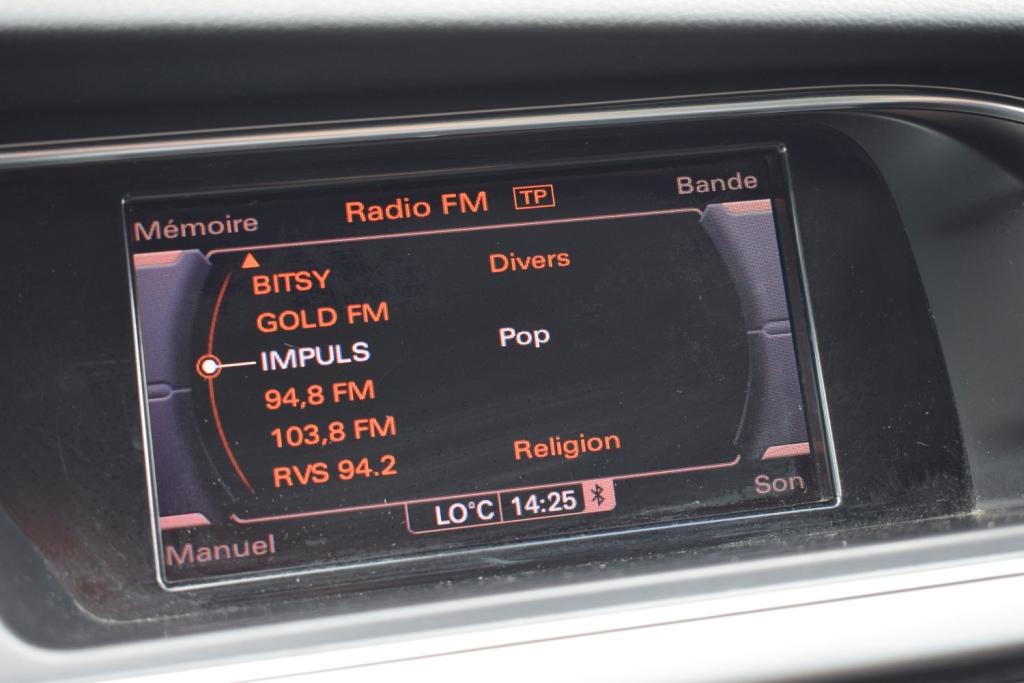 Mémoire Radio FM TP Bande
BITSY Divers
GOLD FM
IMPULS Pop
94,8 FM
103,8 FM
RVS 94.2 Religion
Manuel LO°C 14:25 Son